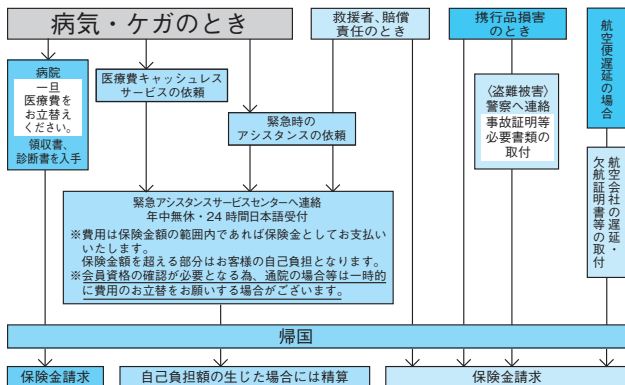 病気・ケガのとき
救援者、賠償
責任のとき
携行品損害
のとき
航空便遅延の場合
病院
一旦
医療費を
お立替え
ください。
領収書、
診断書を入手
医療費キャッシュレス
サービスの依頼
緊急時の
アシスタンスの依頼
〈盗難被害〉
警察へ連絡
事故証明等
必要書類の
取付
航空会社の遅延・
欠航証明書等の取付
緊急アシスタンスサービスセンターへ連絡
年中無休・24時間日本語受付
※費用は保険金額の範囲内であれば保険金としてお支払い
いたします。
保険金額を超える部分はお客様の自己負担となります。
※会員資格の確認が必要となる為、通院の場合等は一時的
に費用のお立替をお願いする場合がございます。
帰国
保険金請求
自己負担額の生じた場合には精算
保険金請求